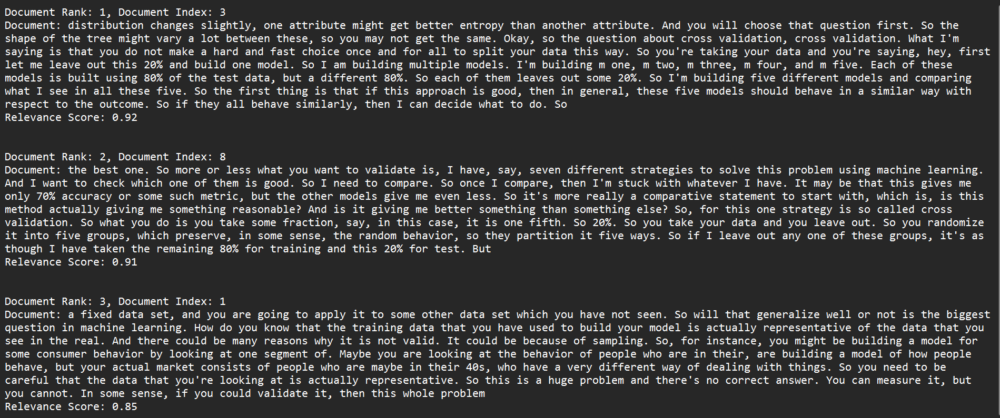 Document Rank: 1, Document Index: 3
Document: distribution changes slightly, one attribute might get better entropy than another attribute. And you will choose that question first. So the
shape of the tree might vary a lot between these, so you may not get the same. Okay, so the question about cross validation, cross validation. What I'm
saying is that you do not make a hard and fast choice once and for all to split your data this way. So you're taking your data and you're saying, hey, first
let me leave out this 20% and build one model. So I am building multiple models. I'm building m one, m two, m three, m four, and m five. Each of these
models is built using 80% of the test data, but a different 80%. So each of them leaves out some 20%. So I'm building five different models and comparing
what I see in all these five. So the first thing is that if this approach is good, then in general, these five models should behave in a similar way with
respect to the outcome. So if they all behave similarly, then I can decide what to do. So
Relevance Score: 0.92
Document Rank: 2, Document Index: 8
Document: the best one. So more or less what you want to validate is, I have, say, seven different strategies to solve this problem using machine learning.
And I want to check which one of them is good. So I need to compare. So once I compare, then I'm stuck with whatever I have. It may be that this gives me
only 70% accuracy or some such metric, but the other models give me even less. So it's more really a comparative statement to start with, which is, is this
method actually giving me something reasonable? And is it giving me better something than something else? So, for this one strategy is so called cross
validation. So what you do is you take some fraction, say, in this case, it is one fifth. So 20%. So you take your data and you leave out. So you randomize
it into five groups, which preserve, in some sense, the random behavior, so they partition it five ways. So if I leave out any one of these groups, it's as
though I have taken the remaining 80% for training and this 20% for test. But
Relevance Score: 0.91
Document Rank: 3, Document Index: 1
Document: a fixed data set, and you are going to apply it to some other data set which you have not seen. So will that generalize well or not is the biggest
question in machine learning. How do you know that the training data that you have used to build your model is actually representative of the data that you
see in the real. And there could be many reasons why it is not valid. It could be because of sampling. So, for instance, you might be building a model for
some consumer behavior by looking at one segment of. Maybe you are looking at the behavior of people who are in their, are building a model of how people
behave, but your actual market consists of people who are maybe in their 40s, who have a very different way of dealing with things. So you need to be
careful that the data that you're looking at is actually representative. So this is a huge problem and there's no correct answer. You can measure it, but
you cannot. In some sense, if you could validate it, then this whole problem
Relevance Score: 0.85